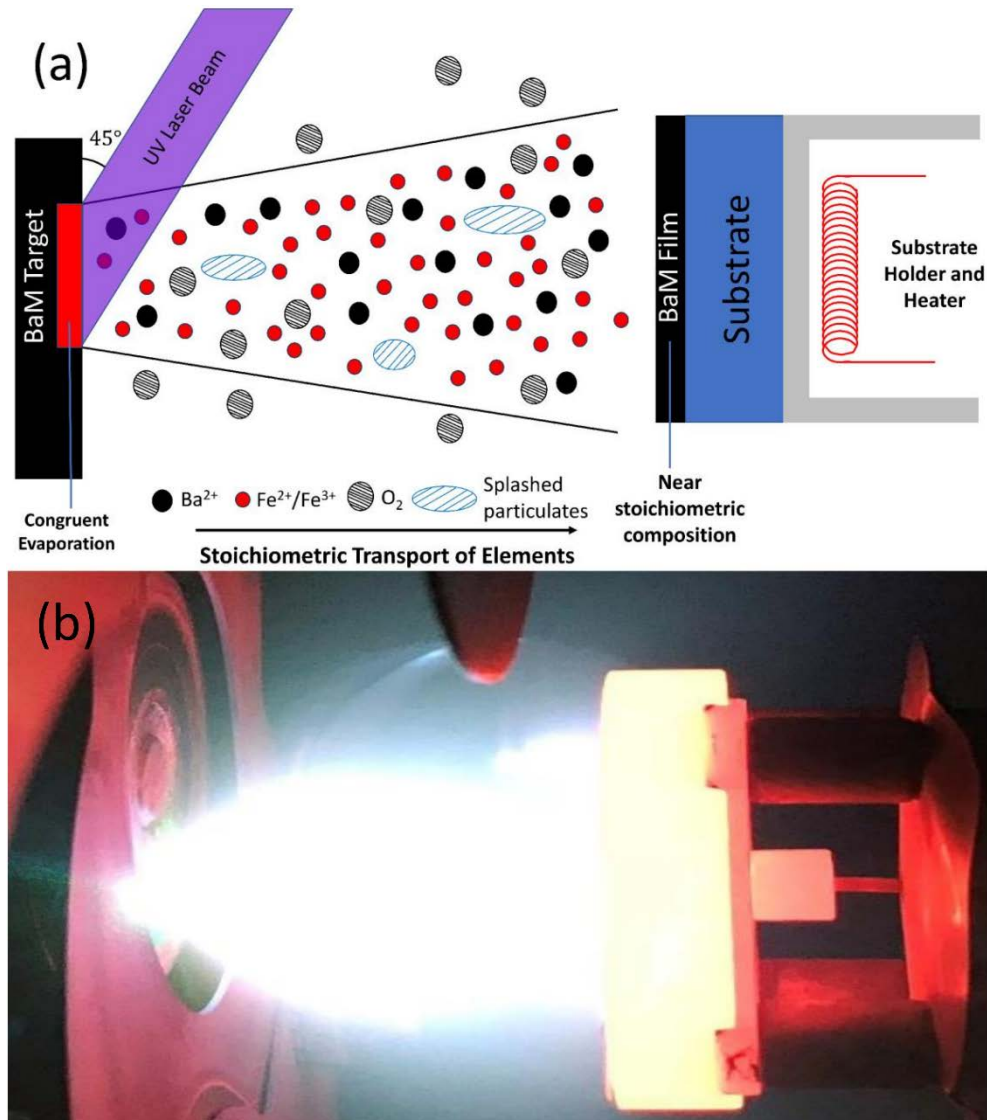 (a)
45°
UV Laser Beam
BaM Target
BaM Film
Substrate
Substrate
Holder and
Heater
Congruent
Evaporation
Ba²⁺
Fe²⁺/Fe³⁺
O₂
Splashed
particulates
Stoichiometric Transport of Elements
Near
stoichiometric
composition
(b)